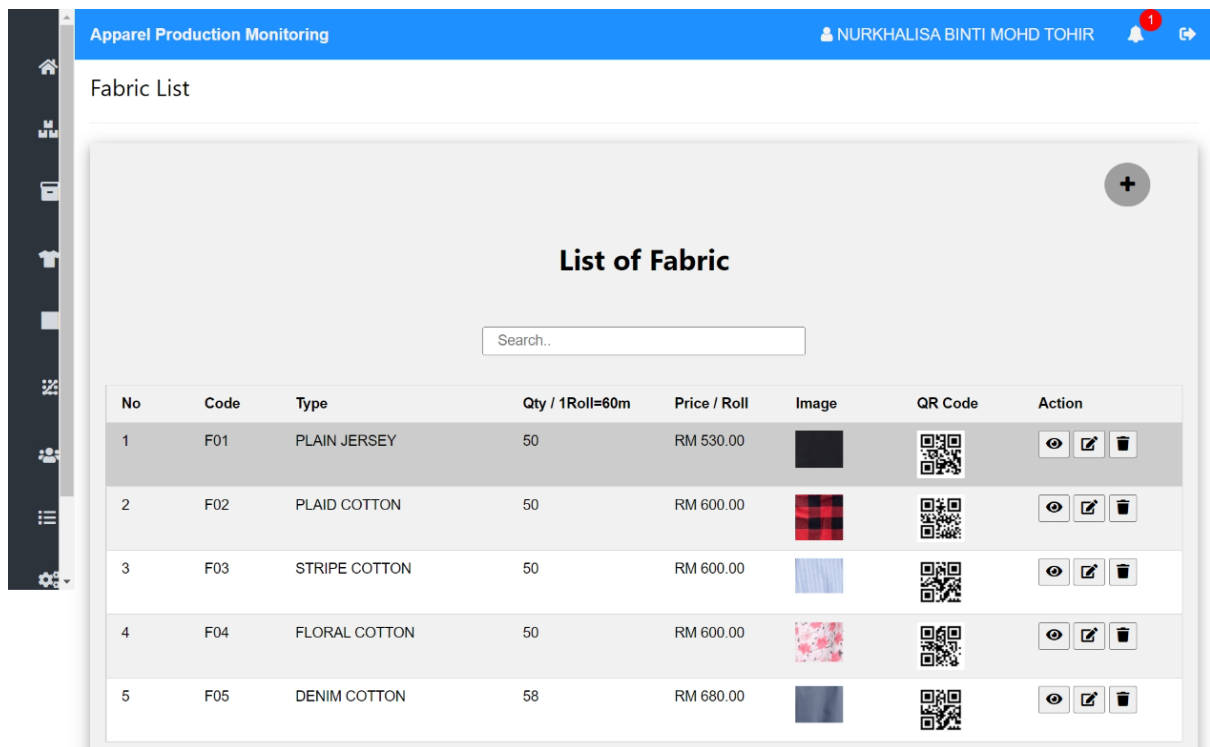 Apparel Production Monitoring NURKHALISA BINTI MOHD TOHIR 1
Fabric List
List of Fabric
Search..
No Code Type Qty / 1Roll=60m Price / Roll Image QR Code Action
1 F01 PLAIN JERSEY 50 RM 530.00
2 F02 PLAID COTTON 50 RM 600.00
3 F03 STRIPE COTTON 50 RM 600.00
4 F04 FLORAL COTTON 50 RM 600.00
5 F05 DENIM COTTON 58 RM 680.00